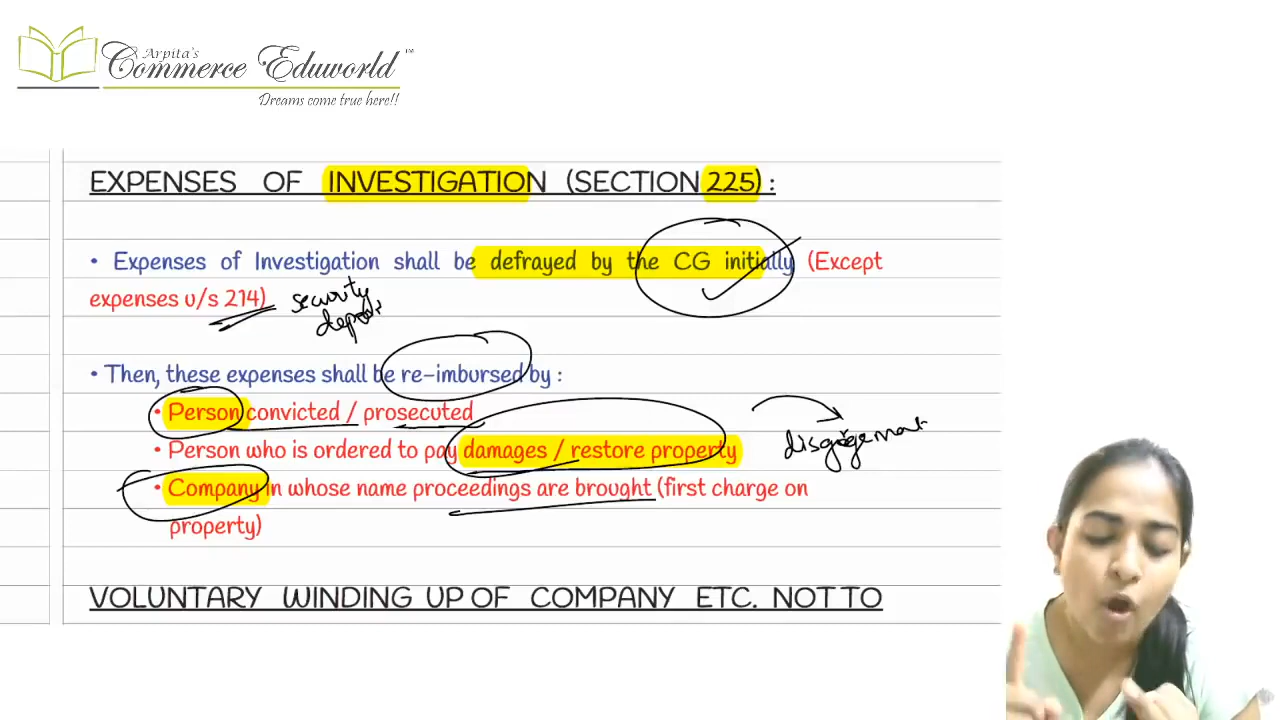 Arpita's
Commerce Eduworld™
Dreams come true here!!
EXPENSES OF INVESTIGATION (SECTION 225) :
• Expenses of Investigation shall be defrayed by the CG initially (Except
expenses u/s 214)
security
deposit
• Then, these expenses shall be re-imbursed by :
• Person convicted / prosecuted
• Person who is ordered to pay damages / restore property
disgorgement
• Company in whose name proceedings are brought (first charge on
property)
VOLUNTARY WINDING UP OF COMPANY ETC. NOT TO